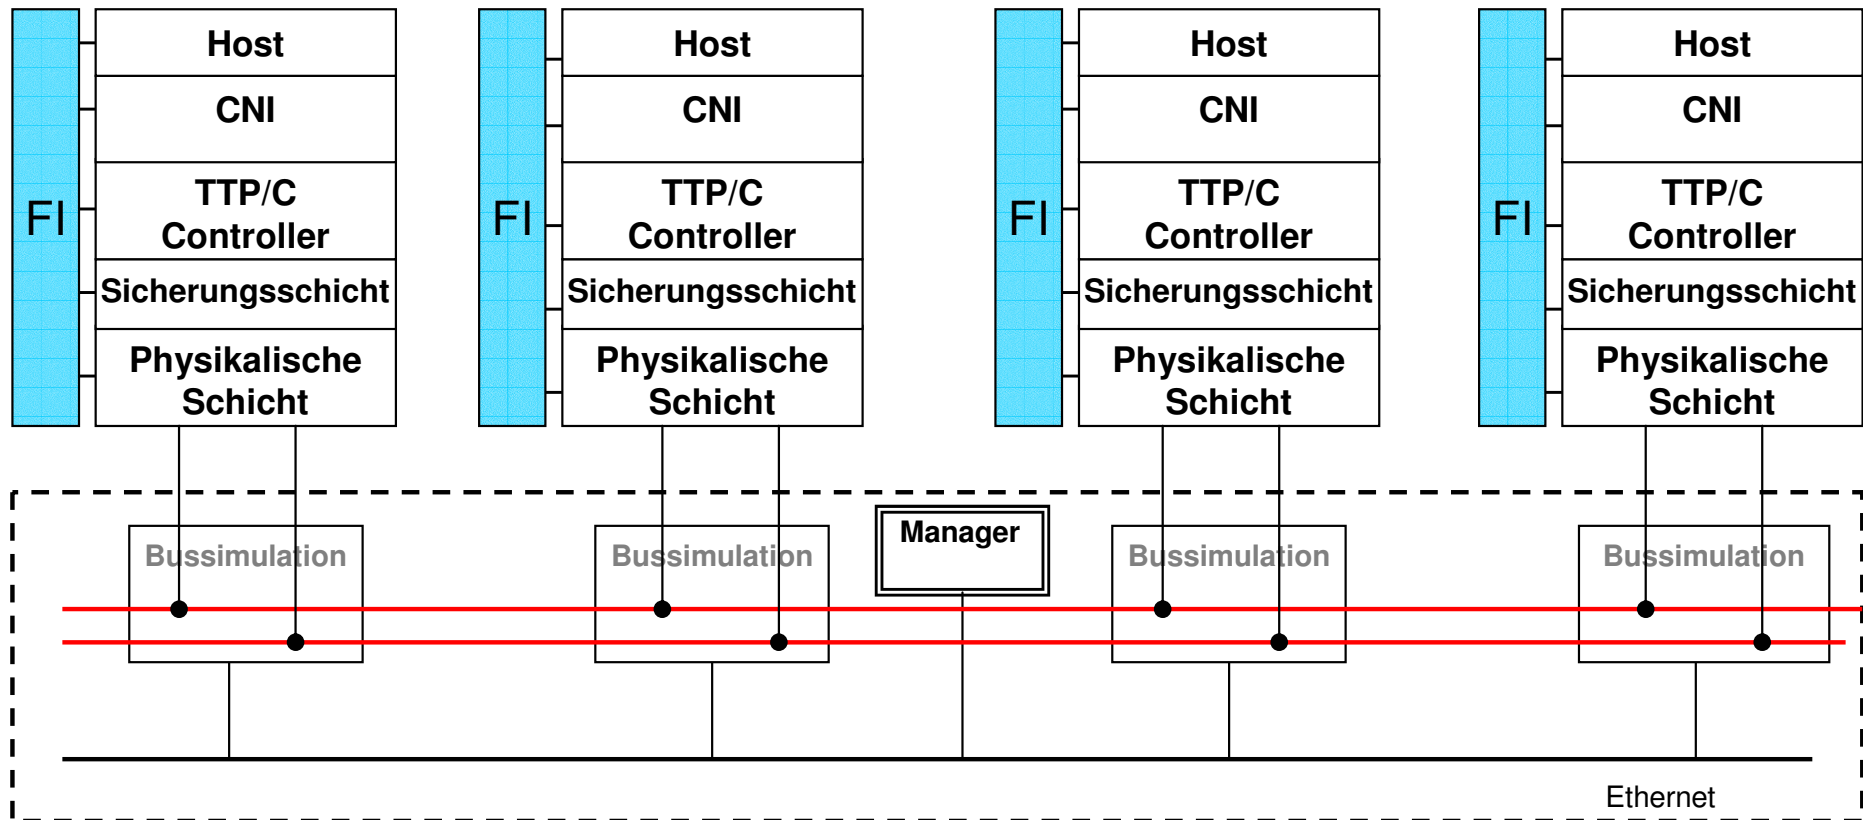 Host
CNI
FI
TTP/C
Controller
Sicherungsschicht
Physikalische
Schicht
Host
CNI
FI
TTP/C
Controller
Sicherungsschicht
Physikalische
Schicht
Host
CNI
FI
TTP/C
Controller
Sicherungsschicht
Physikalische
Schicht
Host
CNI
FI
TTP/C
Controller
Sicherungsschicht
Physikalische
Schicht
Bussimulation
Bussimulation
Manager
Bussimulation
Bussimulation
Ethernet